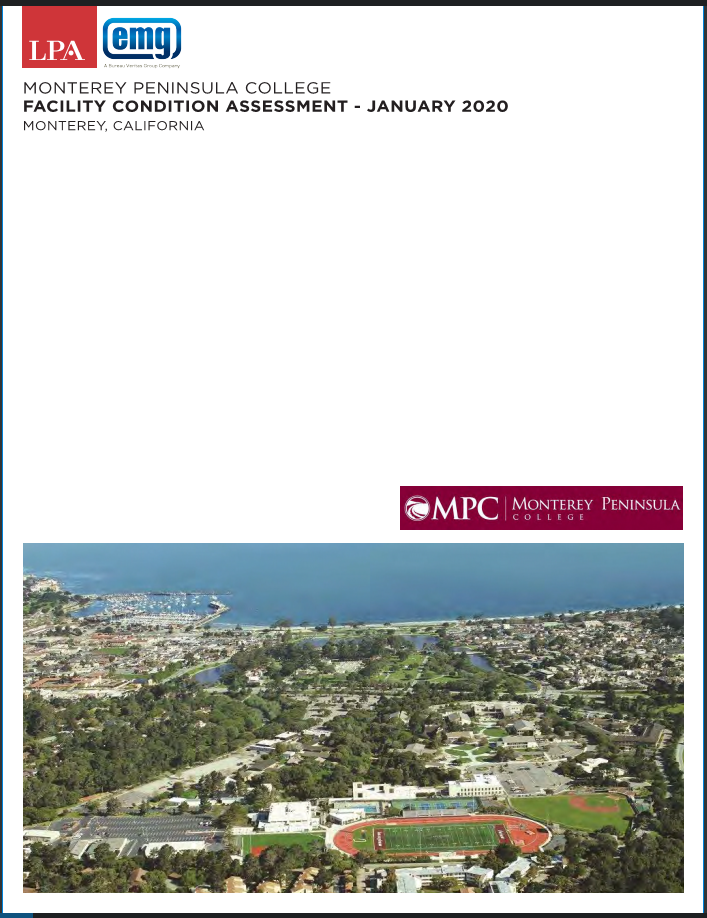 LPA
emg
A Bureau Veritas Group Company
MONTEREY PENINSULA COLLEGE
FACILITY CONDITION ASSESSMENT - JANUARY 2020
MONTEREY, CALIFORNIA
MPC MONTEREY PENINSULA
COLLEGE